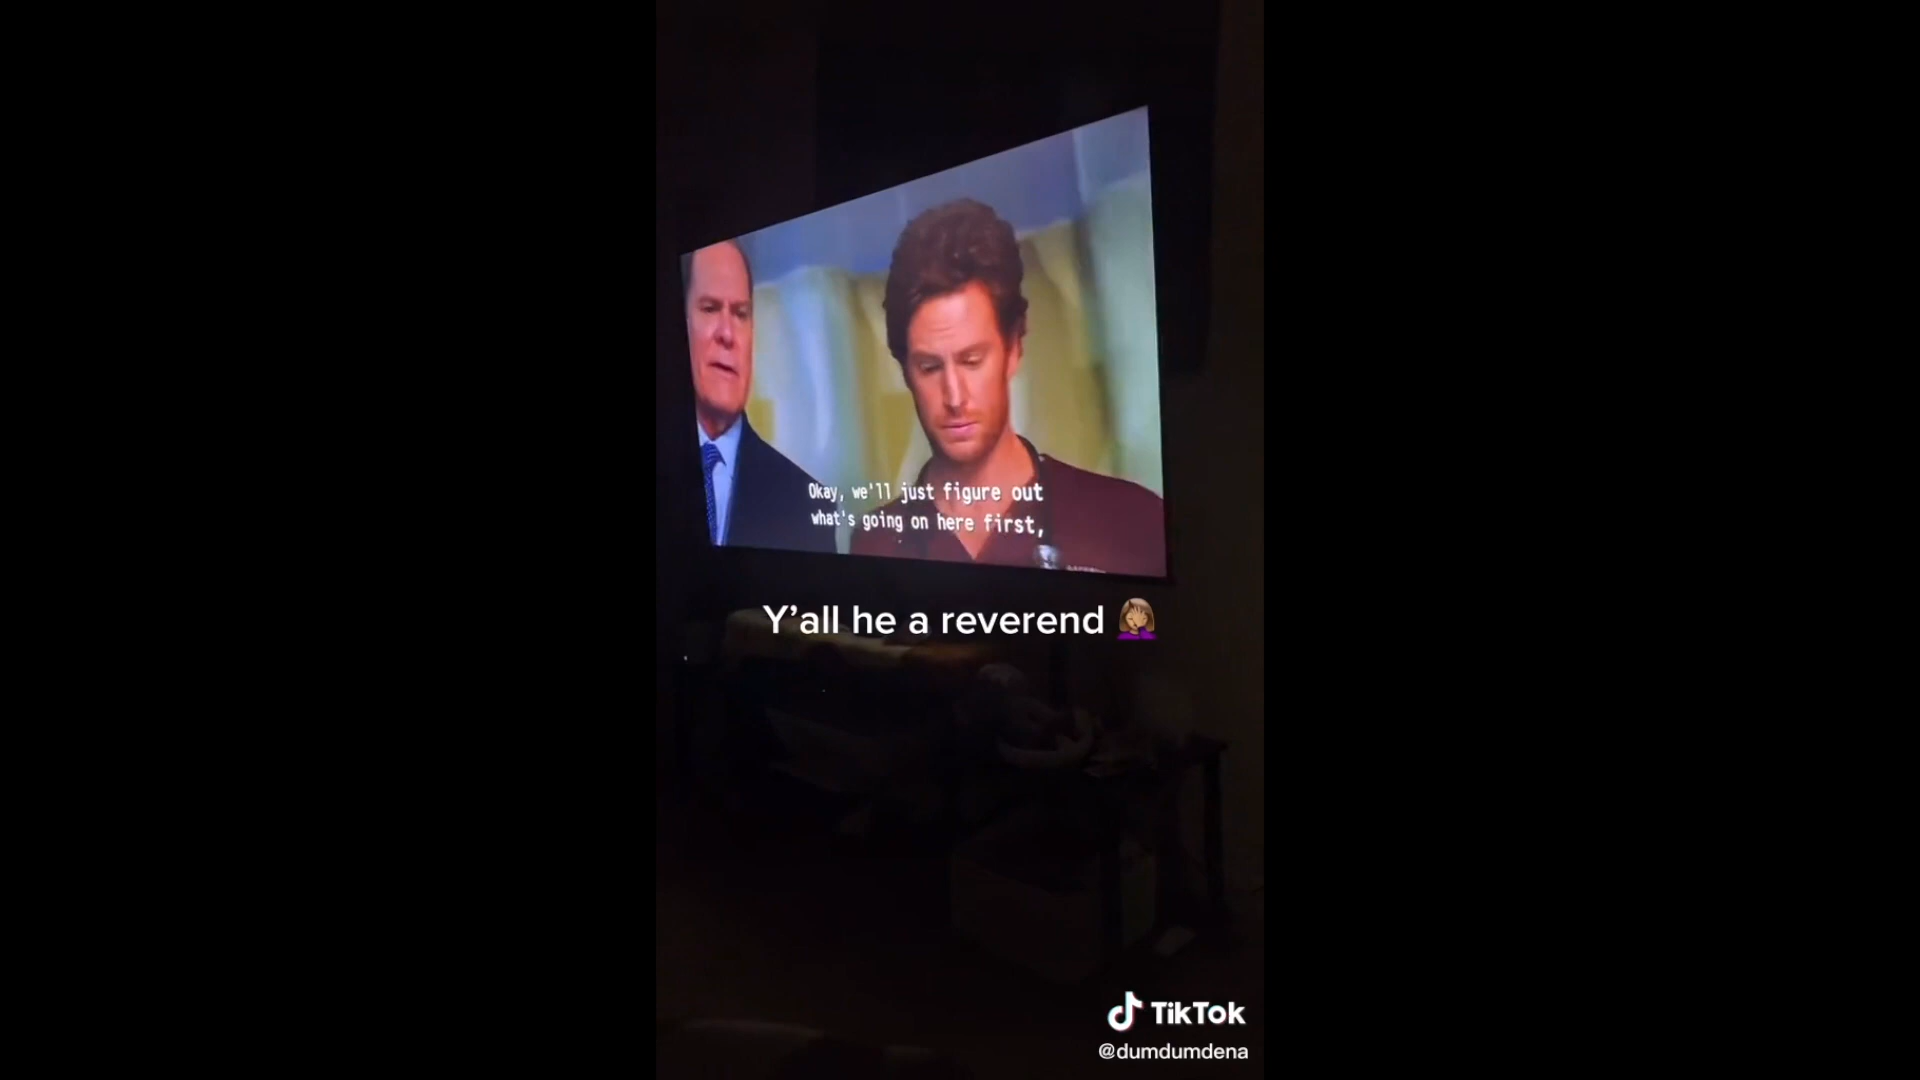 Okay, we'll just figure out
what's going on here first,
Y’all he a reverend 🤦🏽‍♀️
TikTok
@dumdumdena